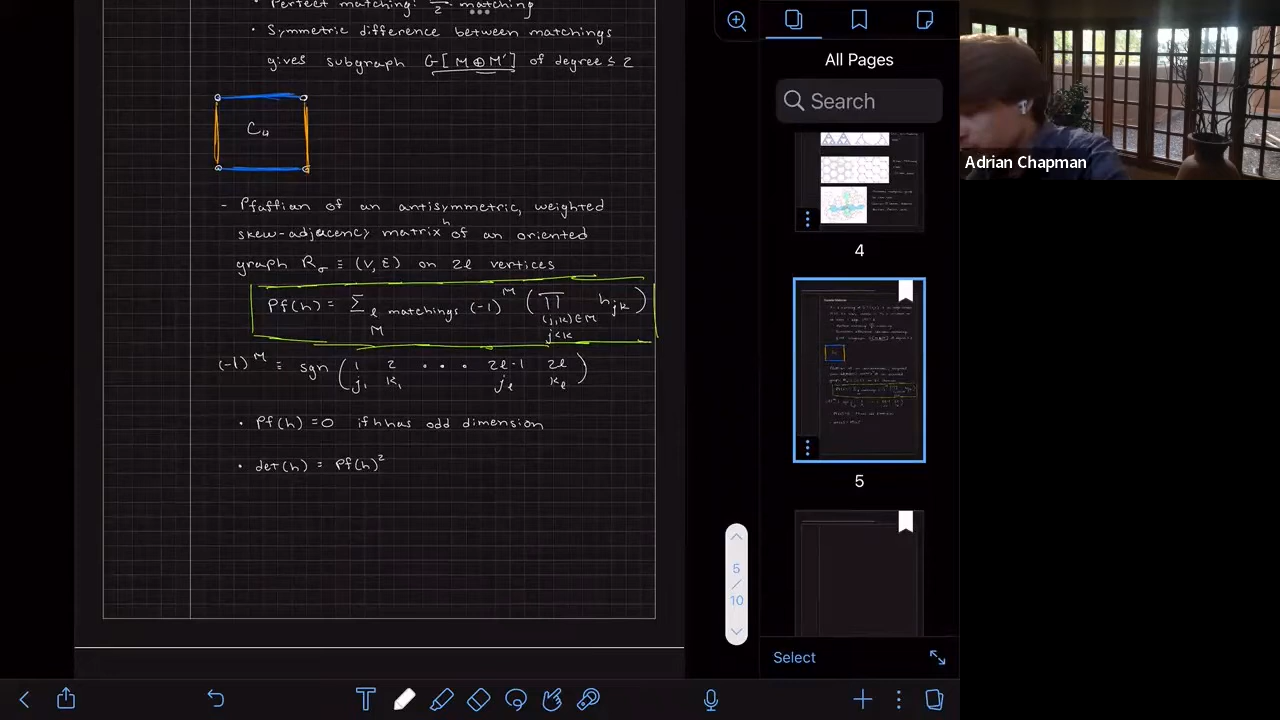 • Perfect matching: 2 - matching
• Symmetric difference between matchings
gives subgraph G[M⊕M'] of degree ≤ 2
C4
- Pfaffian of an antisymmetric, weighted
skew-adjacency matrix of an oriented
graph Rσ ≡ (V, E) on 2l vertices
Pf(h) = Σ matchings (-1)^M ( ∏ hjk )
M (j,k)∈M
j<k
(-1)^M ≡ sgn ( 1 2 • • • 2l-1 2l )
j1 k1 jl kl
• Pf(h) = 0 if h has odd dimension
• det(h) = Pf(h)²
All Pages
Search
4
5
5
/
10
Select
T
Adrian Chapman